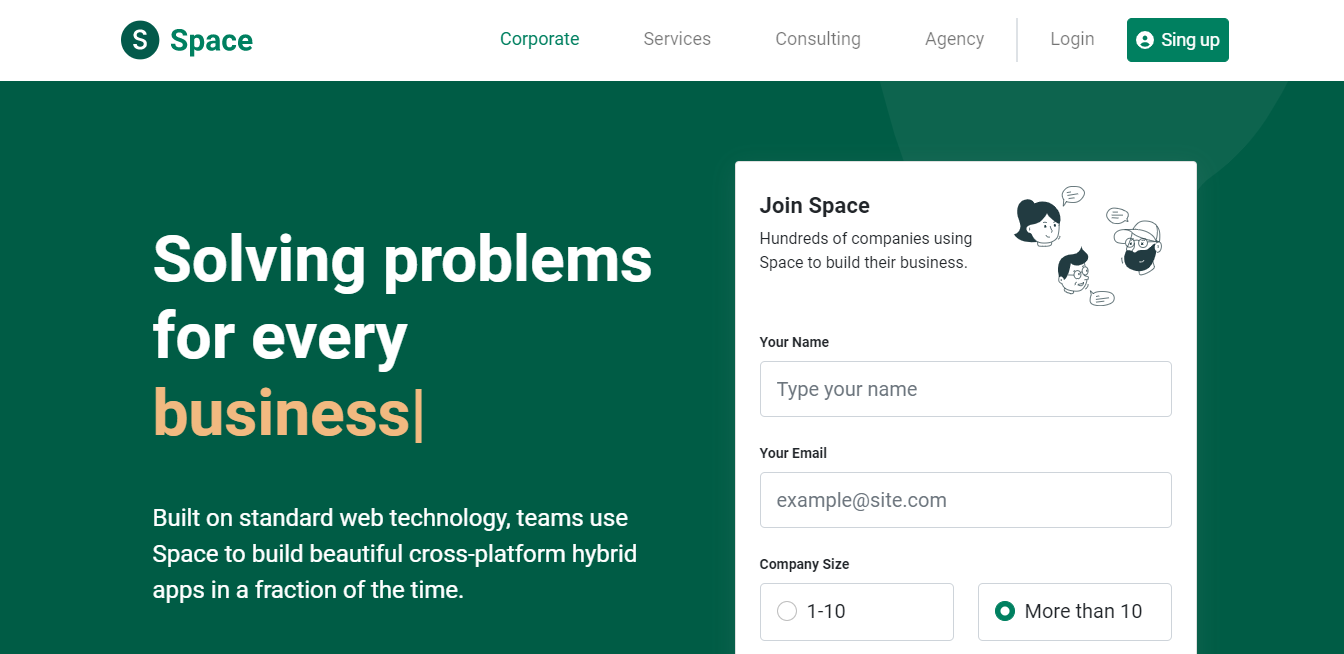 S Space
Corporate
Services
Consulting
Agency
Login
Sing up
Solving problems
for every
business|
Built on standard web technology, teams use
Space to build beautiful cross-platform hybrid
apps in a fraction of the time.
Join Space
Hundreds of companies using
Space to build their business.
Your Name
Type your name
Your Email
example@site.com
Company Size
1-10
More than 10